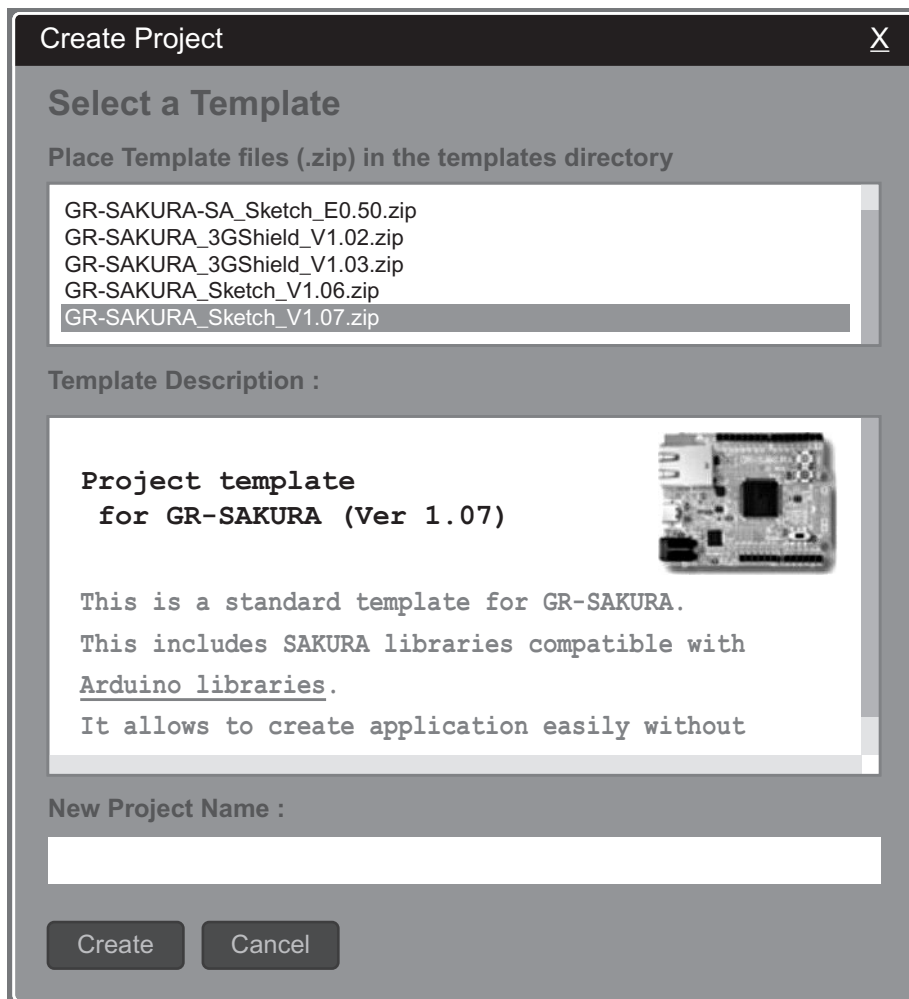 Create Project X
Select a Template
Place Template files (.zip) in the templates directory
GR-SAKURA-SA_Sketch_E0.50.zip
GR-SAKURA_3GShield_V1.02.zip
GR-SAKURA_3GShield_V1.03.zip
GR-SAKURA_Sketch_V1.06.zip
GR-SAKURA_Sketch_V1.07.zip
Template Description :
Project template
for GR-SAKURA (Ver 1.07)
This is a standard template for GR-SAKURA.
This includes SAKURA libraries compatible with
Arduino libraries.
It allows to create application easily without
New Project Name :
Create Cancel